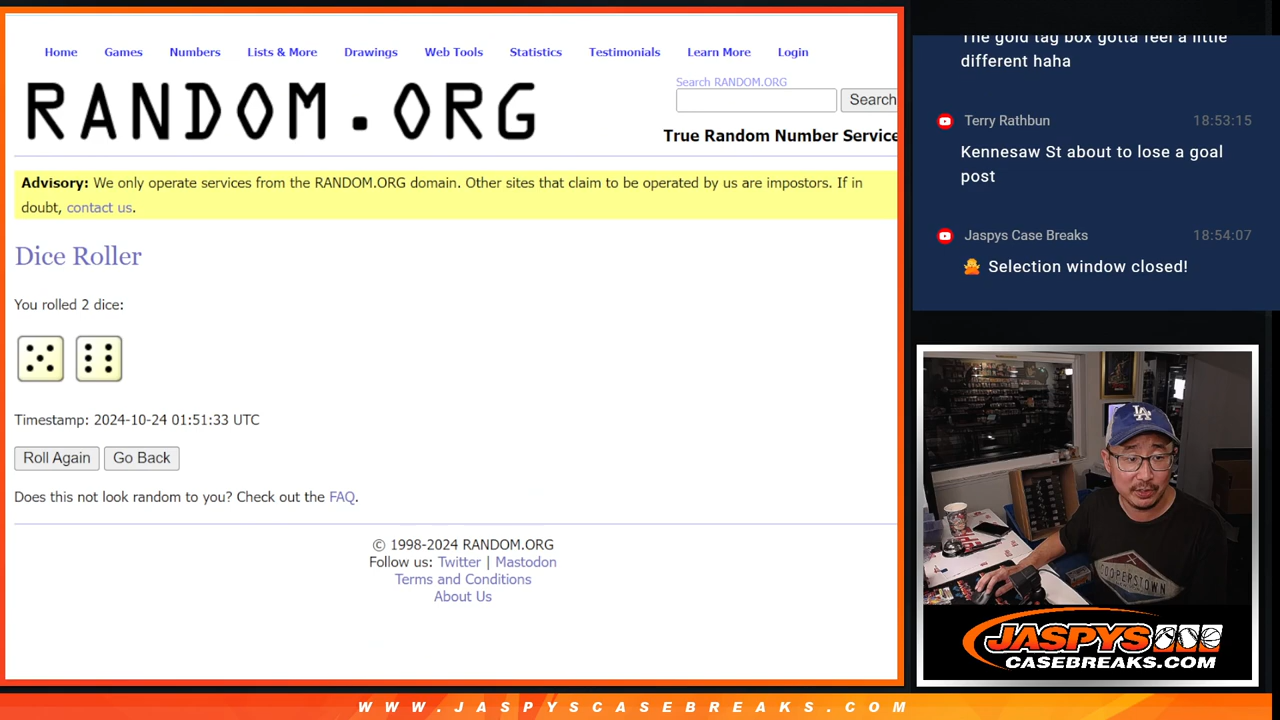 Home Games Numbers Lists & More Drawings Web Tools Statistics Testimonials Learn More Login
RANDOM.ORG
Search RANDOM.ORG
Search
True Random Number Service
Advisory: We only operate services from the RANDOM.ORG domain. Other sites that claim to be operated by us are impostors. If in
doubt, contact us.
Dice Roller
You rolled 2 dice:
Timestamp: 2024-10-24 01:51:33 UTC
Roll Again Go Back
Does this not look random to you? Check out the FAQ.
© 1998-2024 RANDOM.ORG
Follow us: Twitter | Mastodon
Terms and Conditions
About Us
The gold tag box gotta feel a little
different haha
Terry Rathbun 18:53:15
Kennesaw St about to lose a goal
post
Jaspys Case Breaks 18:54:07
🙅 Selection window closed!
LA
COOPERSTOWN
JASPYS
CASEBREAKS.COM
WWW.JASPYSCASEBREAKS.COM